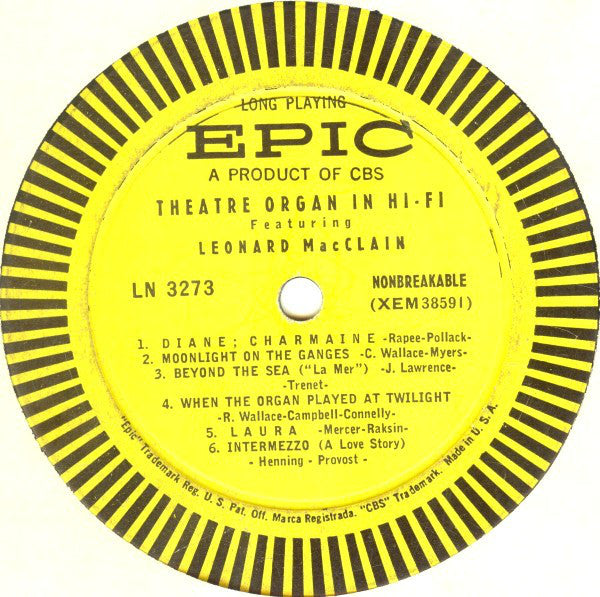 LONG PLAYING
EPIC
A PRODUCT OF CBS
THEATRE ORGAN IN HI-FI
Featuring
LEONARD MacCLAIN
LN 3273
NONBREAKABLE
(XEM38591)
1. DIANE; CHARMAINE -Rapee-Pollack-
2. MOONLIGHT ON THE GANGES -C. Wallace-Myers-
3. BEYOND THE SEA ("La Mer") -J. Lawrence-
-Trenet-
4. WHEN THE ORGAN PLAYED AT TWILIGHT
-R. Wallace-Campbell-Connelly-
5. LAURA -Mercer-Raksin-
6. INTERMEZZO (A Love Story)
- Henning - Provost -
"Epic" Trademark Reg. U. S. Pat. Off. Marca Registrada. "CBS" Trademark. Made in U. S. A.